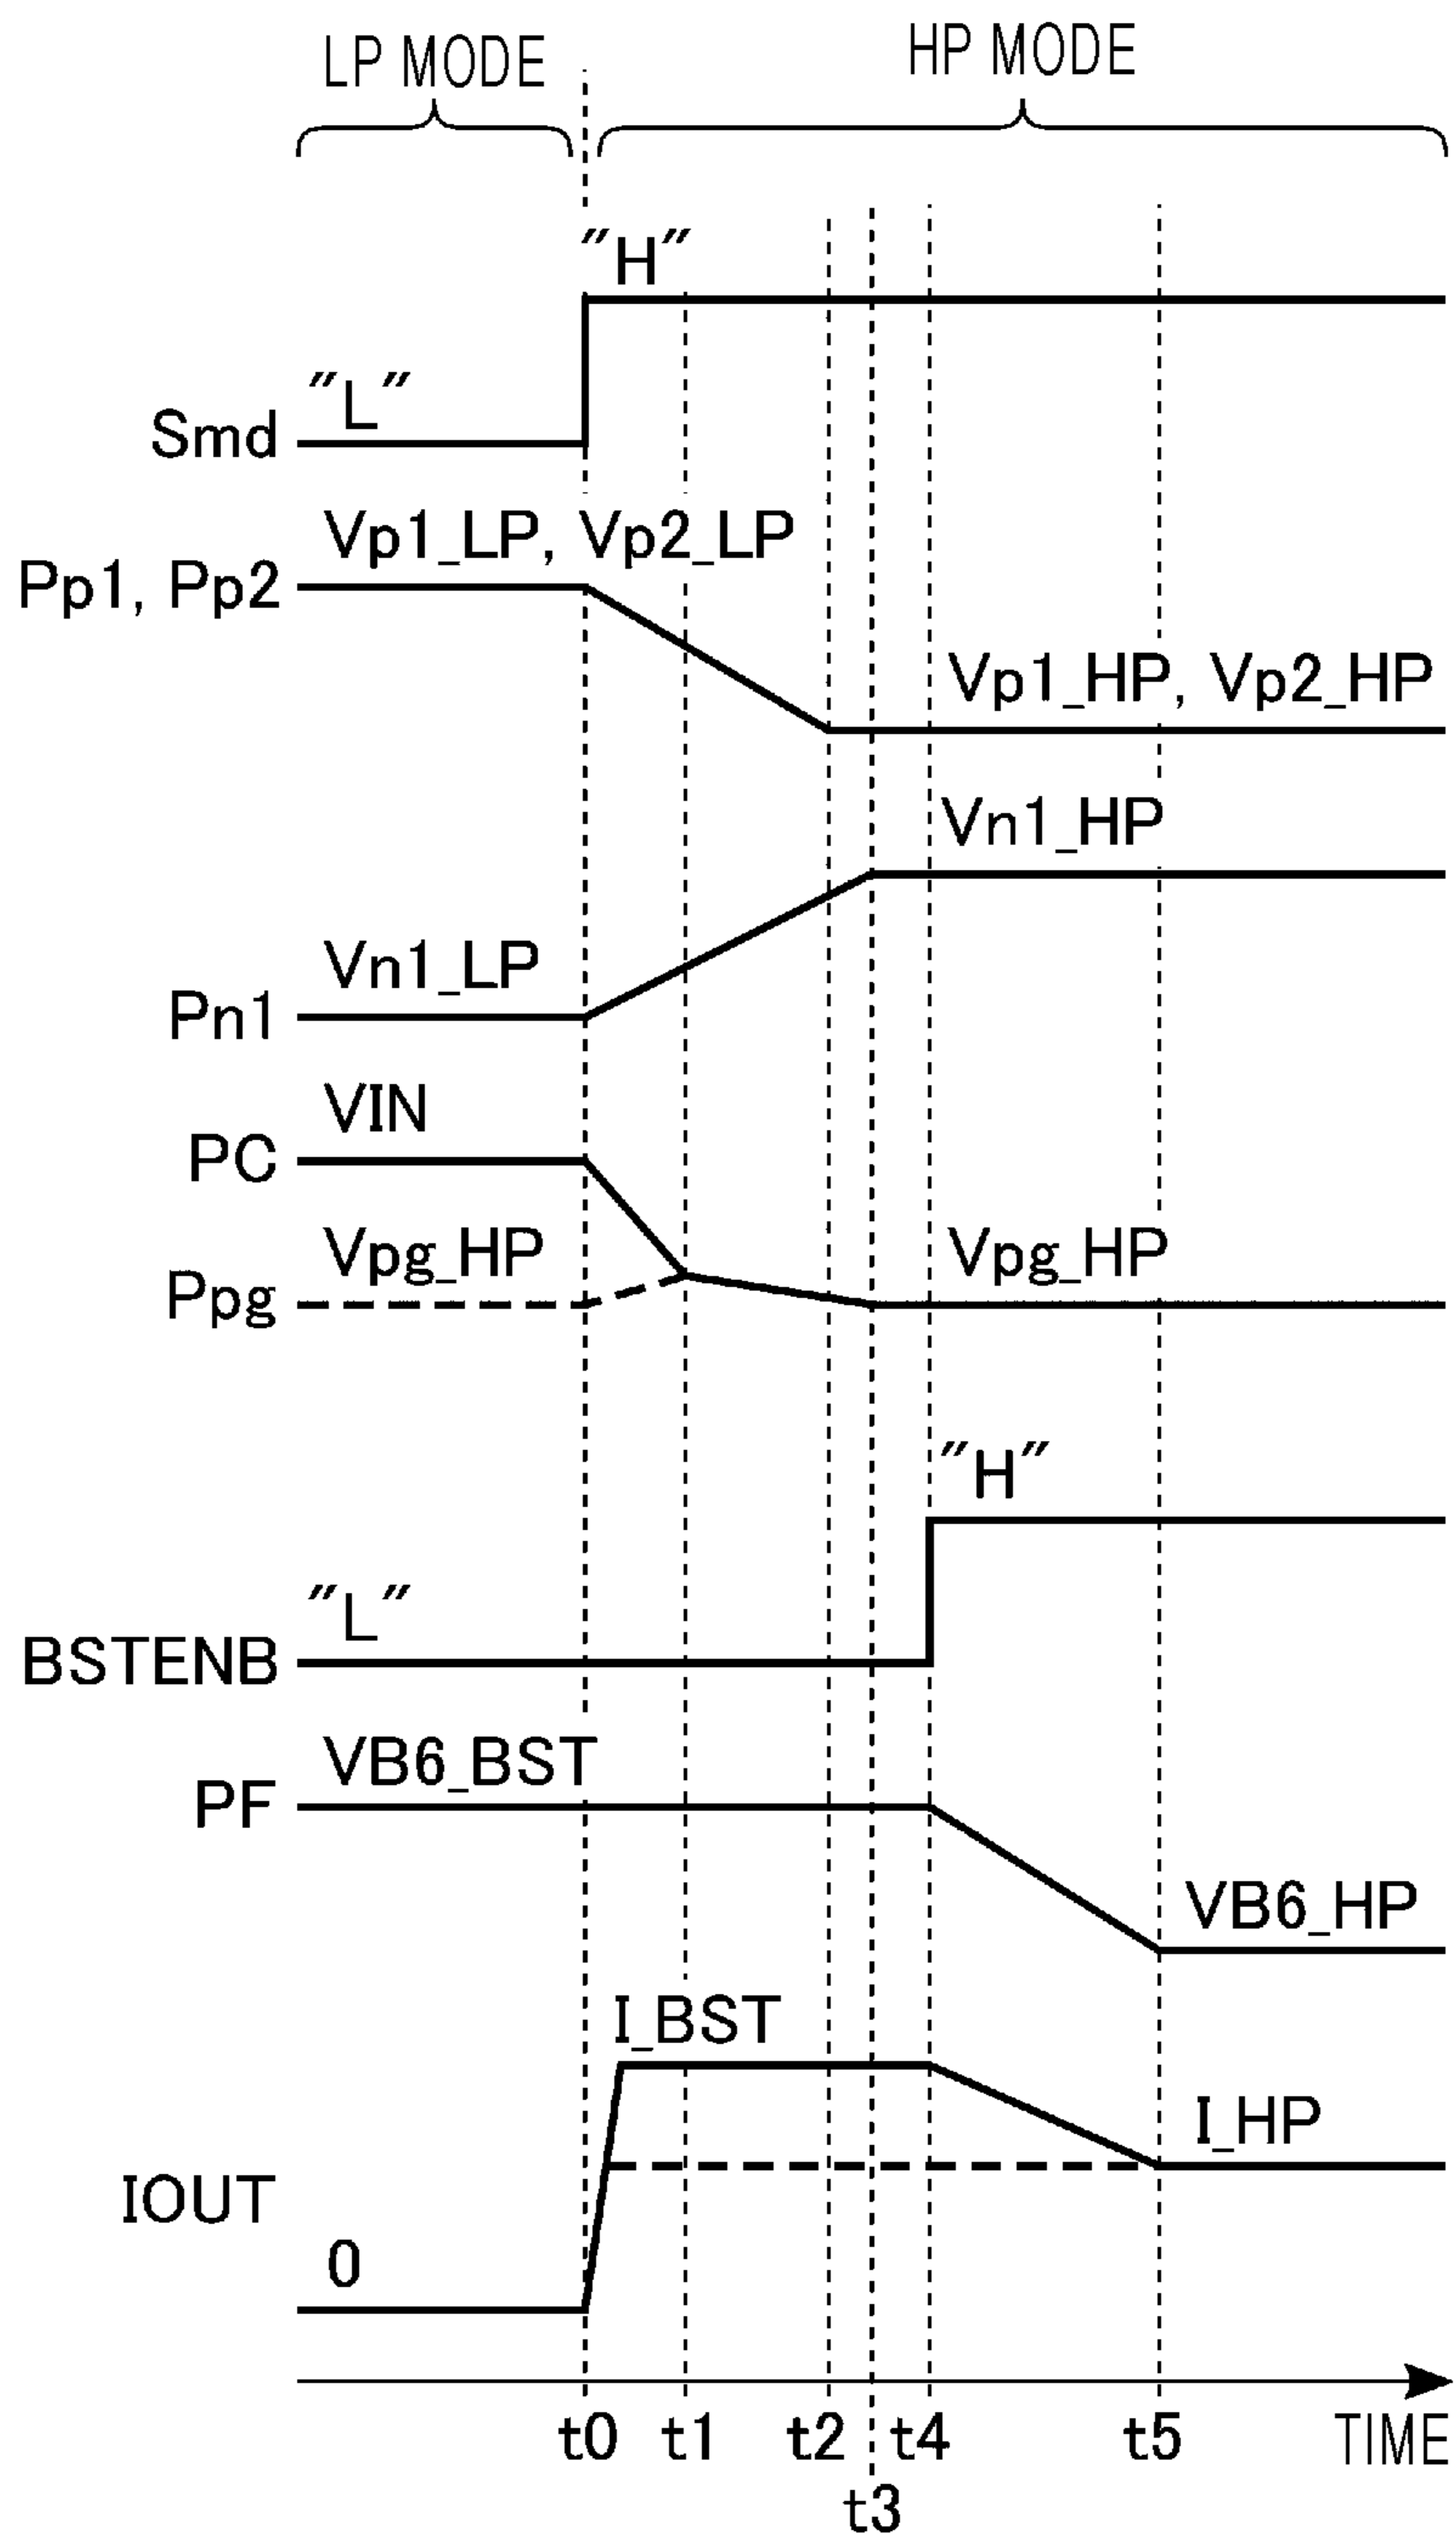 LP MODE HP MODE
"H"
"L"
Smd
Vp1_LP, Vp2_LP
Pp1, Pp2
Vp1_HP, Vp2_HP
Vn1_HP
Vn1_LP
Pn1
VIN
PC
Vpg_HP Vpg_HP
Ppg
"H"
"L"
BSTENB
VB6_BST
PF
VB6_HP
I_BST
I_HP
IOUT
0
t0 t1 t2 t4 t5 TIME
t3